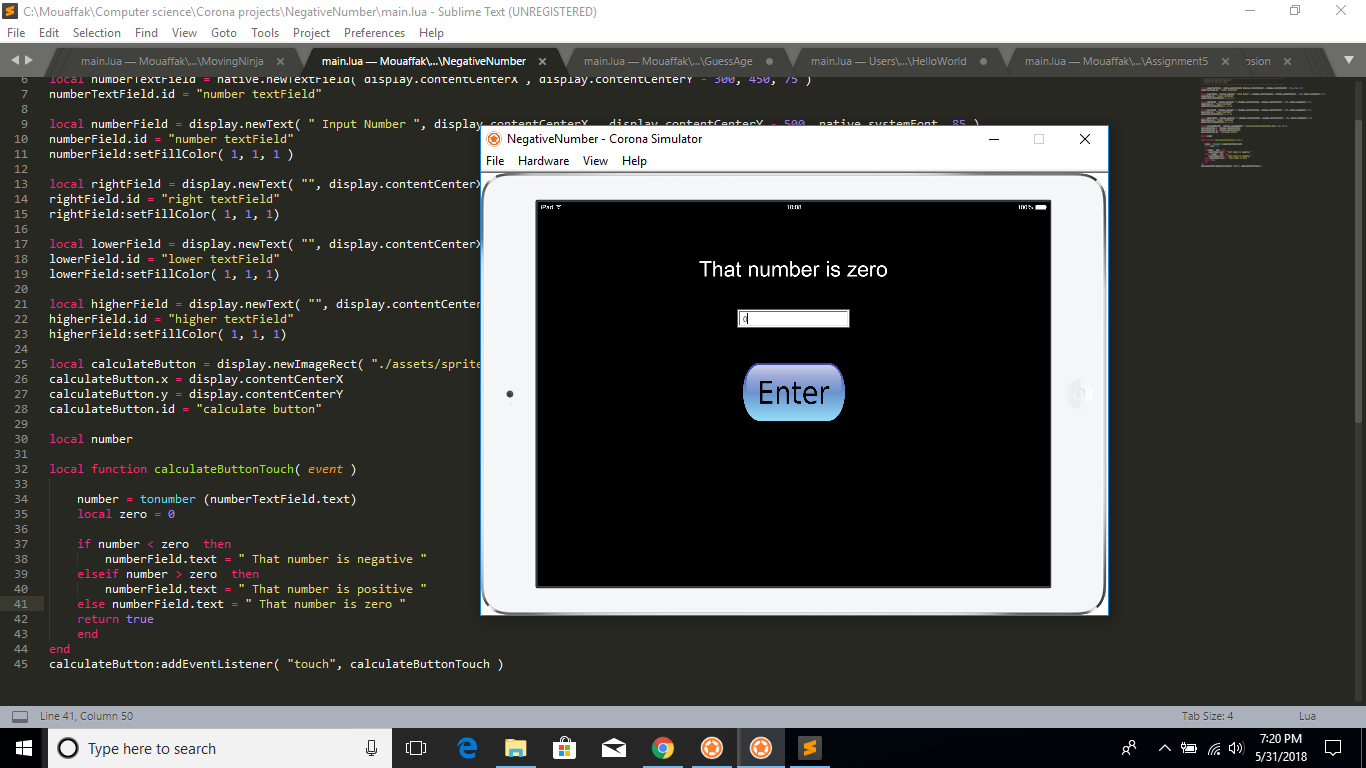 C:\Mouaffak\Computer science\Corona projects\NegativeNumber\main.lua - Sublime Text (UNREGISTERED)
File Edit Selection Find View Goto Tools Project Preferences Help
main.lua — Mouaffak\...\MovingNinja main.lua — Mouaffak\...\NegativeNumber main.lua — Mouaffak\...\GuessAge main.lua — Users\...\HelloWorld main.lua — Mouaffak\...\Assignment5 osion
6 local numberTextField = native.newTextField( display.contentCenterX , display.contentCenterY - 300, 450, 75 )
7 numberTextField.id = "number textField"
8
9 local numberField = display.newText( " Input Number ", display.contentCenterX, display.contentCenterY - 500, native.systemFont, 85 )
10 numberField.id = "number textField"
11 numberField:setFillColor( 1, 1, 1 )
12
13 local rightField = display.newText( "", display.contentCenterX
14 rightField.id = "right textField"
15 rightField:setFillColor( 1, 1, 1)
16
17 local lowerField = display.newText( "", display.contentCenterX
18 lowerField.id = "lower textField"
19 lowerField:setFillColor( 1, 1, 1)
20
21 local higherField = display.newText( "", display.contentCenter
22 higherField.id = "higher textField"
23 higherField:setFillColor( 1, 1, 1)
24
25 local calculateButton = display.newImageRect( "./assets/sprite
26 calculateButton.x = display.contentCenterX
27 calculateButton.y = display.contentCenterY
28 calculateButton.id = "calculate button"
29
30 local number
31
32 local function calculateButtonTouch( event )
33
34 number = tonumber (numberTextField.text)
35 local zero = 0
36
37 if number < zero  then
38 numberField.text = " That number is negative "
39 elseif number > zero  then
40 numberField.text = " That number is positive "
41 else numberField.text = " That number is zero "
42 return true
43 end
44 end
45 calculateButton:addEventListener( "touch", calculateButtonTouch )
NegativeNumber - Corona Simulator
File Hardware View Help
iPad 10:08 100%
That number is zero
0
Enter
Line 41, Column 50 Tab Size: 4 Lua
Type here to search
7:20 PM
5/31/2018